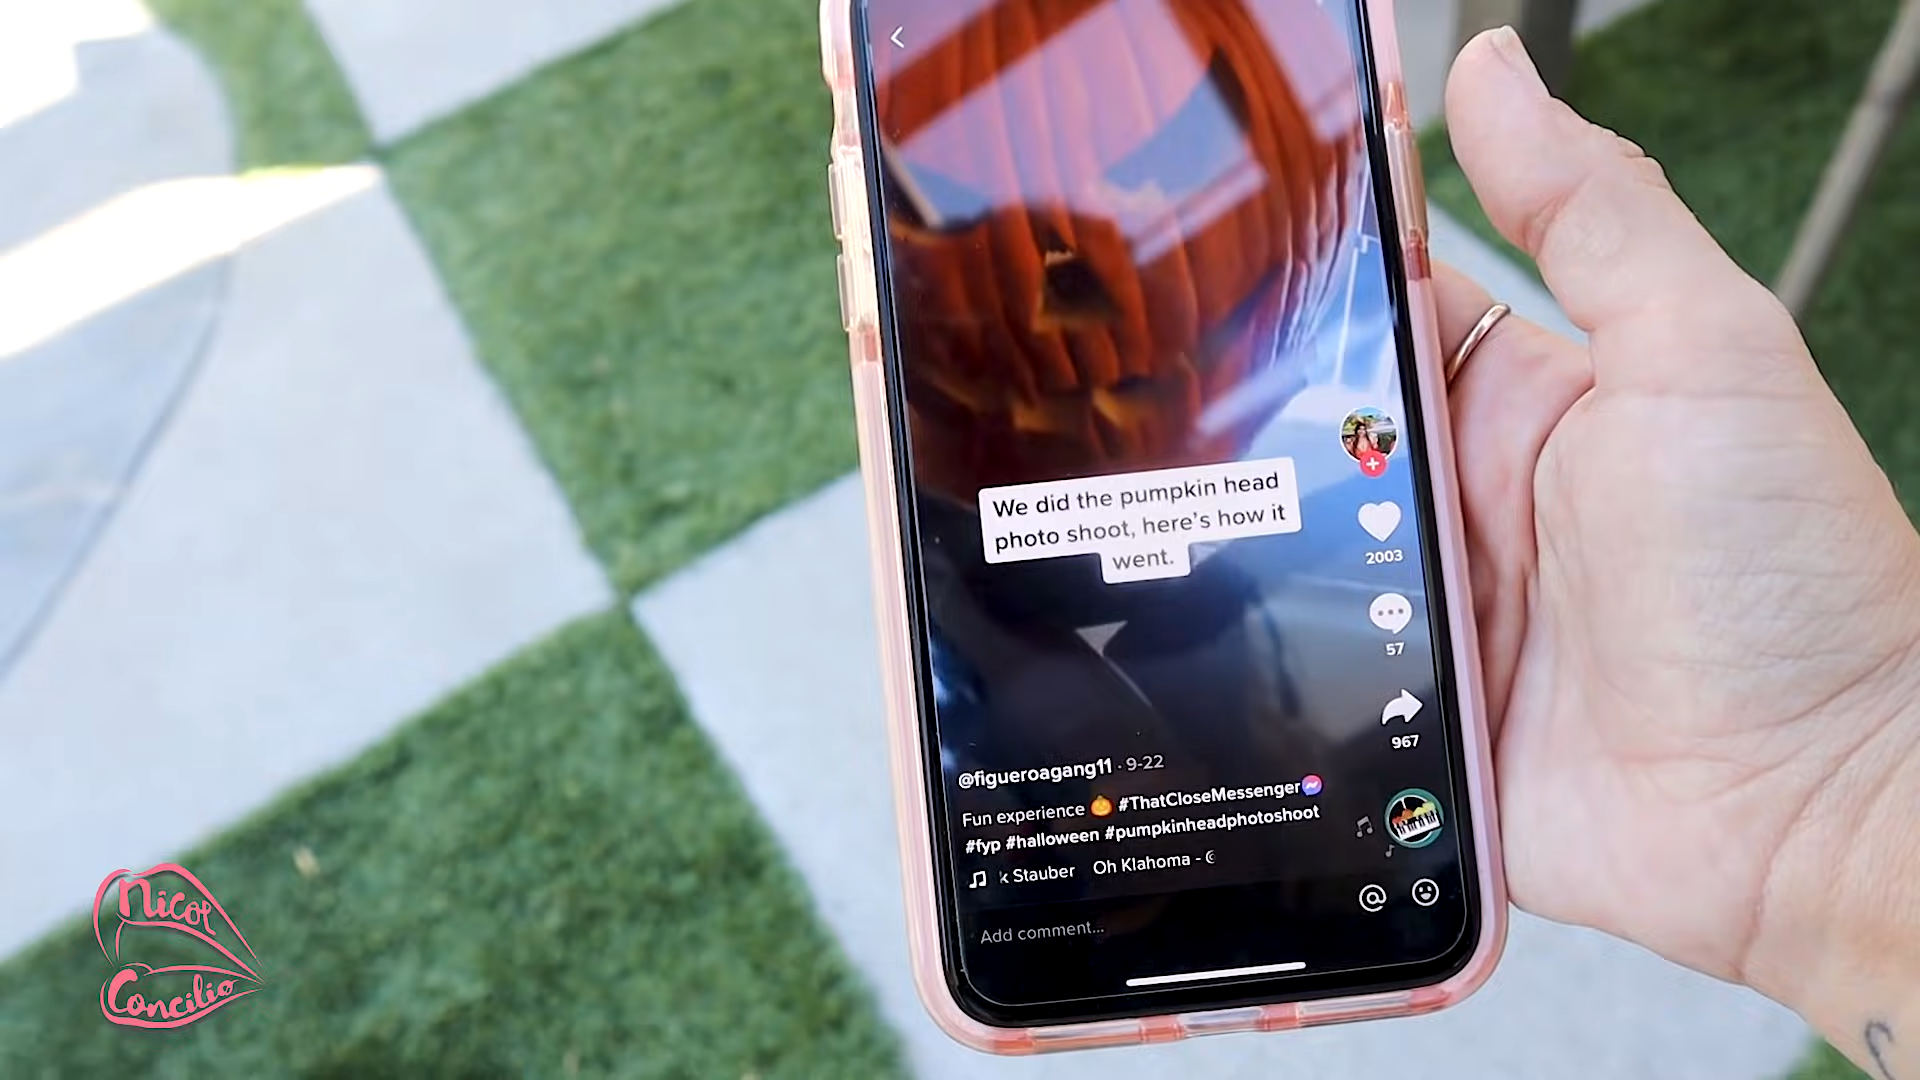 We did the pumpkin head
photo shoot, here's how it
went.
2003
57
967
@figueroagang11 · 9-22
Fun experience 🎃 #ThatCloseMessenger
#fyp #halloween #pumpkinheadphotoshoot
k Stauber Oh Klahoma -
Add comment...
Nicol
Concilio